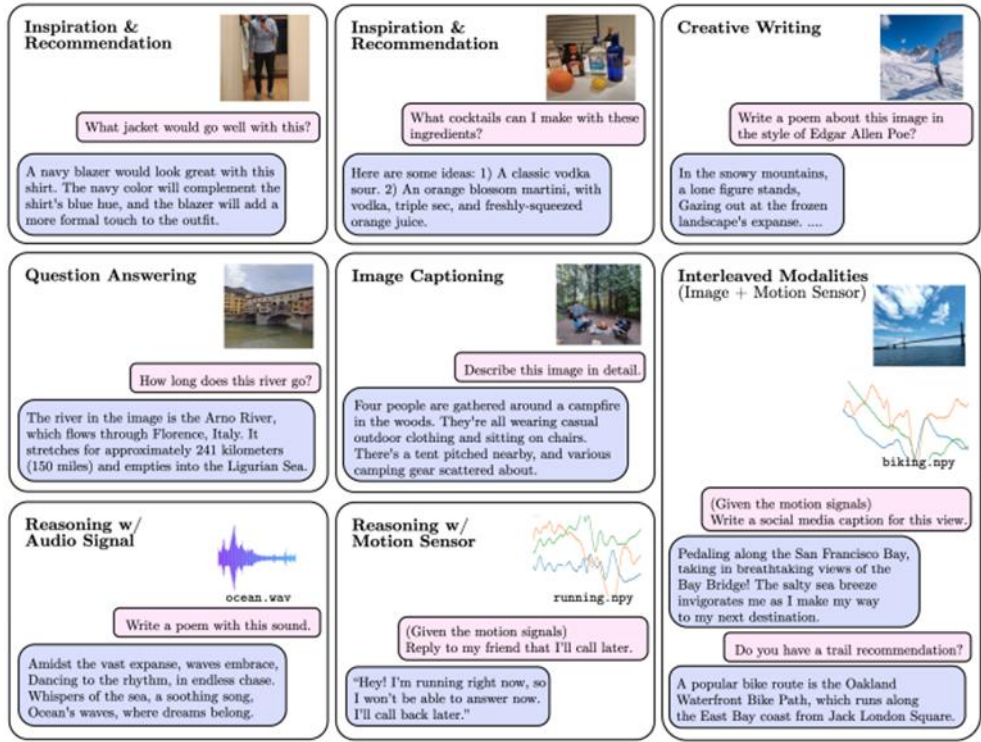 Inspiration &
Recommendation
What jacket would go well with this?
A navy blazer would look great with this
shirt. The navy color will complement the
shirt's blue hue, and the blazer will add a
more formal touch to the outfit.
Inspiration &
Recommendation
What cocktails can I make with these
ingredients?
Here are some ideas: 1) A classic vodka
sour. 2) An orange blossom martini, with
vodka, triple sec, and freshly-squeezed
orange juice.
Creative Writing
Write a poem about this image in
the style of Edgar Allen Poe?
In the snowy mountains,
a lone figure stands,
Gazing out at the frozen
landscape's expanse. ....
Question Answering
How long does this river go?
The river in the image is the Arno River,
which flows through Florence, Italy. It
stretches for approximately 241 kilometers
(150 miles) and empties into the Ligurian Sea.
Image Captioning
Describe this image in detail.
Four people are gathered around a campfire
in the woods. They're all wearing casual
outdoor clothing and sitting on chairs.
There's a tent pitched nearby, and various
camping gear scattered about.
Interleaved Modalities
(Image + Motion Sensor)
biking.npy
(Given the motion signals)
Write a social media caption for this view.
Pedaling along the San Francisco Bay,
taking in breathtaking views of the
Bay Bridge! The salty sea breeze
invigorates me as I make my way
to my next destination.
Do you have a trail recommendation?
A popular bike route is the Oakland
Waterfront Bike Path, which runs along
the East Bay coast from Jack London Square.
Reasoning w/
Audio Signal
ocean.wav
Write a poem with this sound.
Amidst the vast expanse, waves embrace,
Dancing to the rhythm, in endless chase.
Whispers of the sea, a soothing song,
Ocean's waves, where dreams belong.
Reasoning w/
Motion Sensor
running.npy
(Given the motion signals)
Reply to my friend that I'll call later.
"Hey! I'm running right now, so
I won't be able to answer now.
I'll call back later."